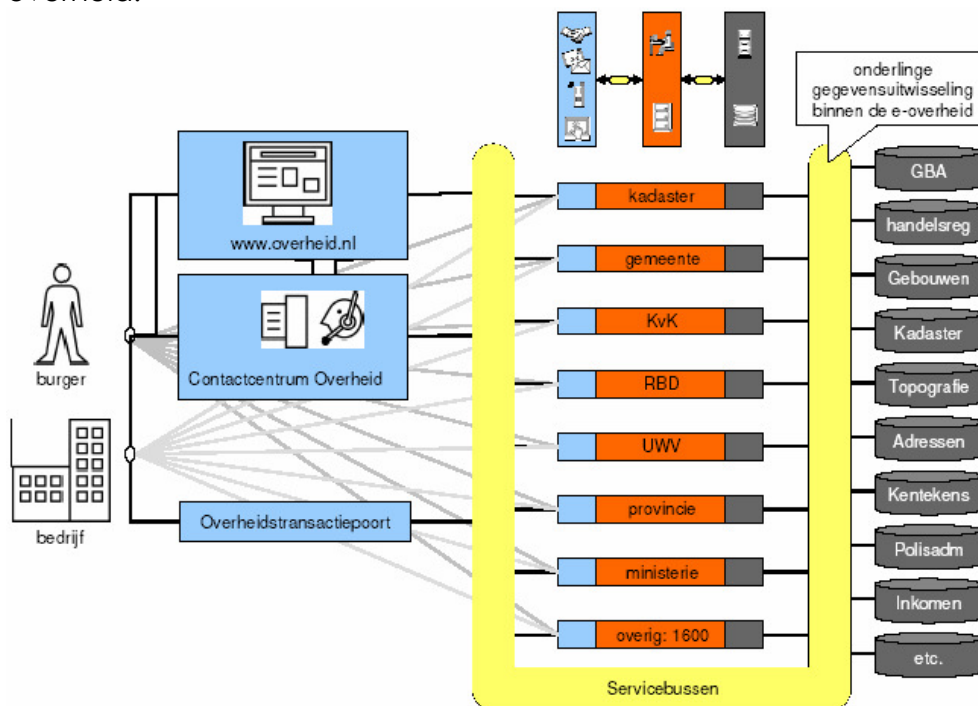 overheid.
onderlinge
gegevensuitwisseling
binnen de e-overheid
www.overheid.nl
Contactcentrum Overheid
Overheidstransactiepoort
burger
bedrijf
kadaster
gemeente
KvK
RBD
UWV
provincie
ministerie
overig: 1600
Servicebussen
GBA
handelsreg
Gebouwen
Kadaster
Topografie
Adressen
Kentekens
Polisadm
Inkomen
etc.